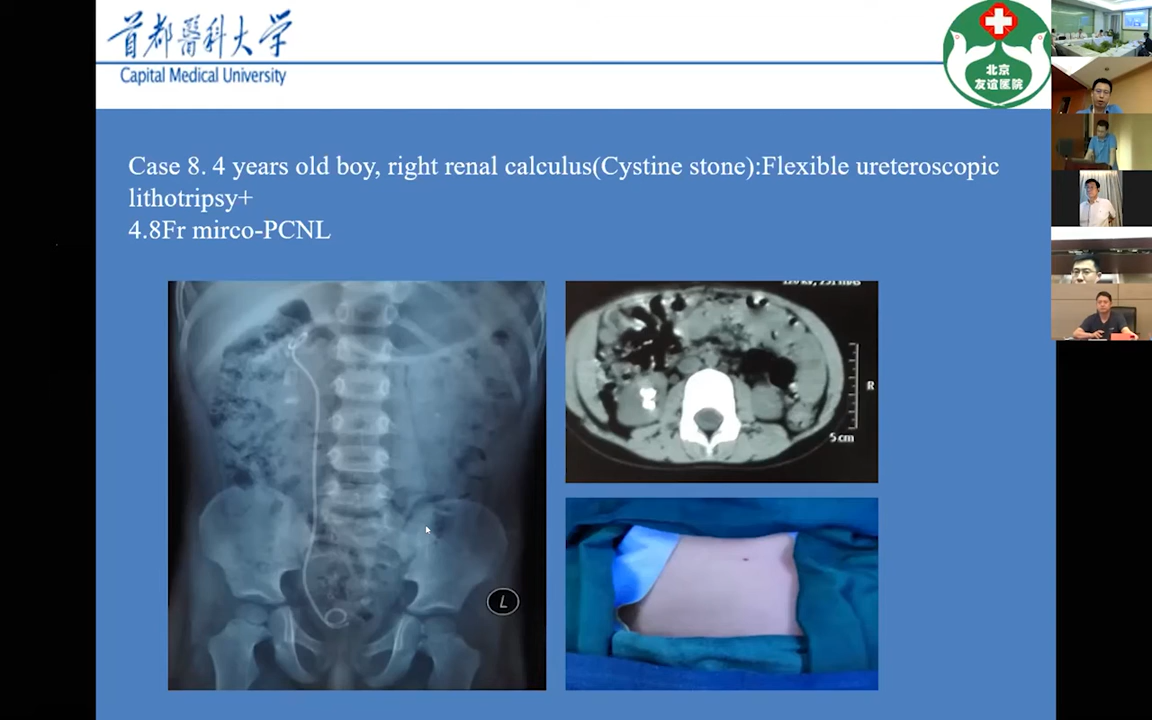 首都醫科大学
Capital Medical University
北京
友谊医院
Case 8. 4 years old boy, right renal calculus(Cystine stone):Flexible ureteroscopic
lithotripsy+
4.8Fr mirco-PCNL
R
5 cm
L